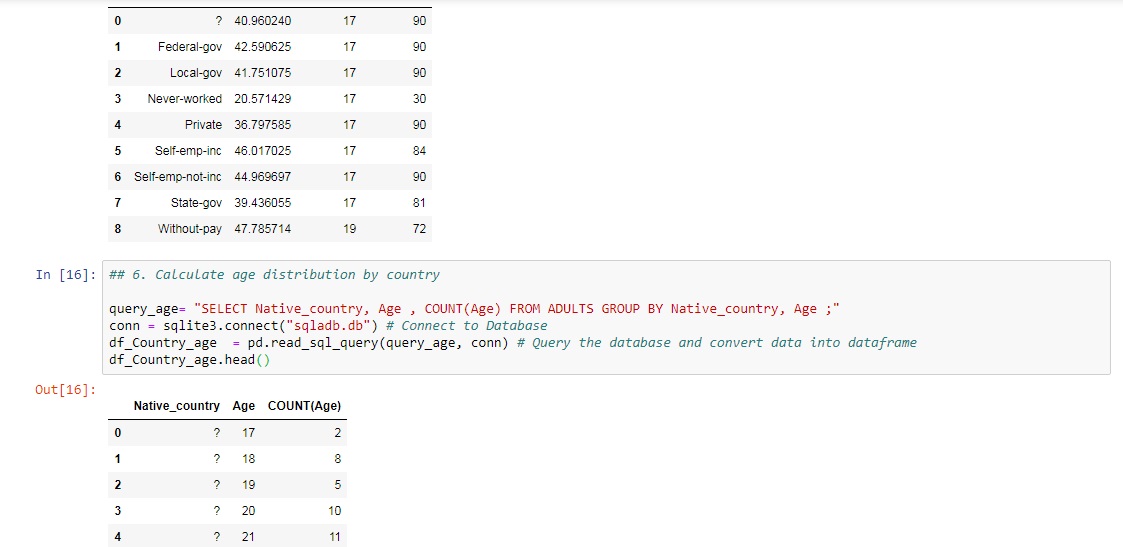 0 ? 40.960240 17 90
1 Federal-gov 42.590625 17 90
2 Local-gov 41.751075 17 90
3 Never-worked 20.571429 17 30
4 Private 36.797585 17 90
5 Self-emp-inc 46.017025 17 84
6 Self-emp-not-inc 44.969697 17 90
7 State-gov 39.436055 17 81
8 Without-pay 47.785714 19 72
In [16]: ## 6. Calculate age distribution by country
query_age= "SELECT Native_country, Age , COUNT(Age) FROM ADULTS GROUP BY Native_country, Age ;"
conn = sqlite3.connect("sqladb.db") # Connect to Database
df_Country_age  = pd.read_sql_query(query_age, conn) # Query the database and convert data into dataframe
df_Country_age.head()
Out[16]:
Native_country Age COUNT(Age)
0 ? 17 2
1 ? 18 8
2 ? 19 5
3 ? 20 10
4 ? 21 11